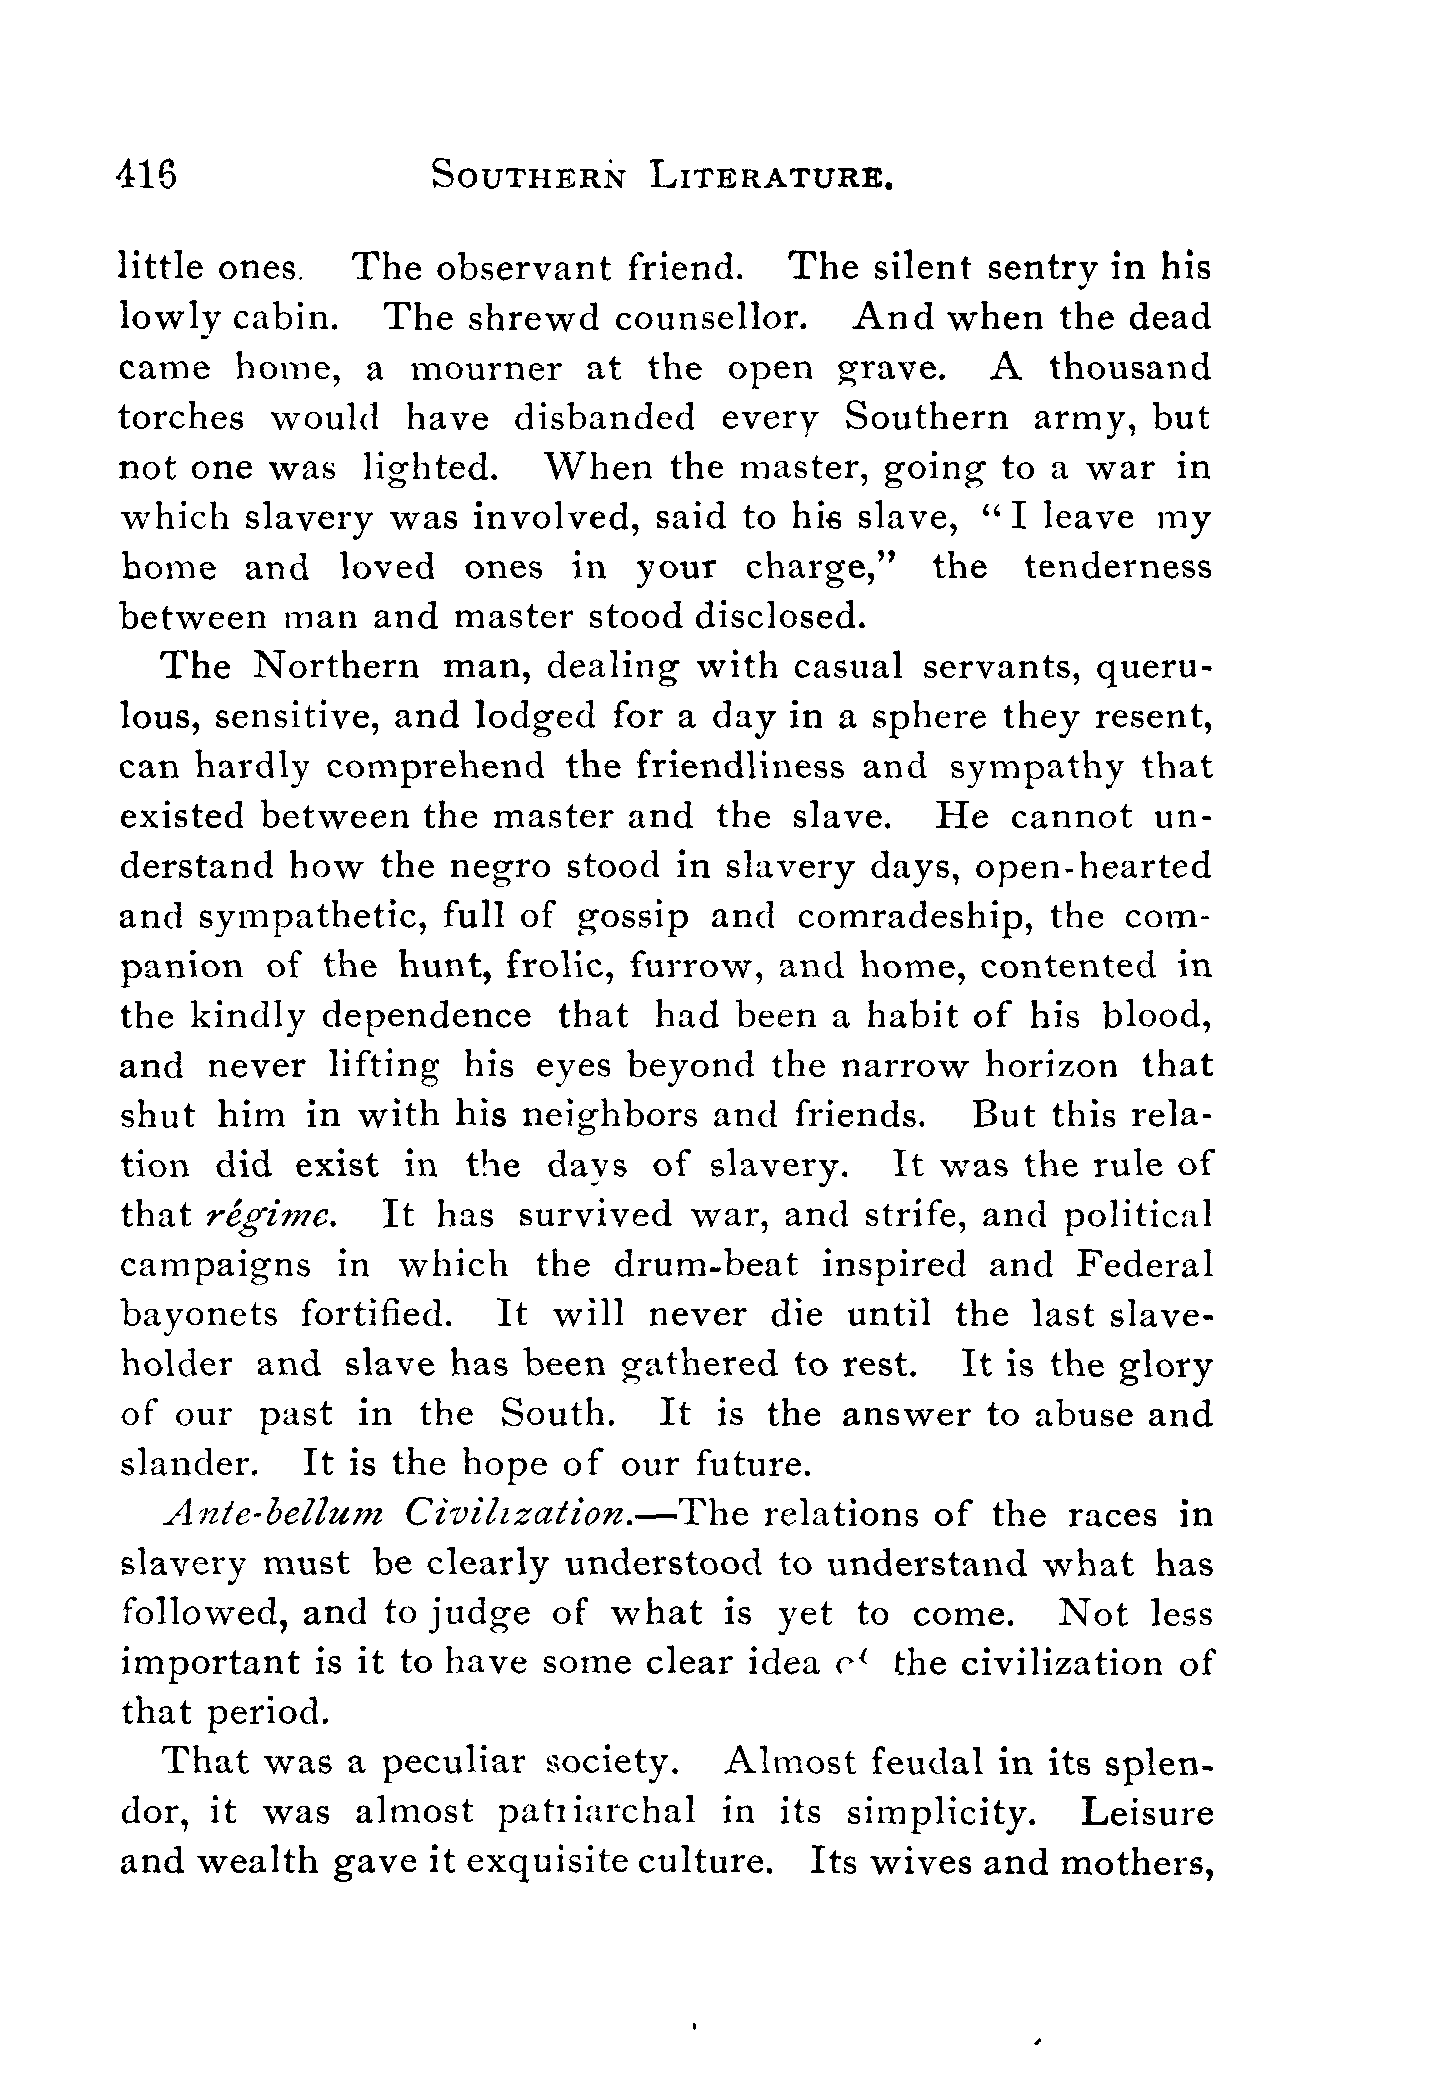 416 SOUTHERN LITERATURE.
little ones. The observant friend. The silent sentry in his
lowly cabin. The shrewd counsellor. And when the dead
came home, a mourner at the open grave. A thousand
torches would have disbanded every Southern army, but
not one was lighted. When the master, going to a war in
which slavery was involved, said to his slave, “I leave my
home and loved ones in your charge,” the tenderness
between man and master stood disclosed.
The Northern man, dealing with casual servants, queru-
lous, sensitive, and lodged for a day in a sphere they resent,
can hardly comprehend the friendliness and sympathy that
existed between the master and the slave. He cannot un-
derstand how the negro stood in slavery days, open-hearted
and sympathetic, full of gossip and comradeship, the com-
panion of the hunt, frolic, furrow, and home, contented in
the kindly dependence that had been a habit of his blood,
and never lifting his eyes beyond the narrow horizon that
shut him in with his neighbors and friends. But this rela-
tion did exist in the days of slavery. It was the rule of
that régime. It has survived war, and strife, and political
campaigns in which the drum-beat inspired and Federal
bayonets fortified. It will never die until the last slave-
holder and slave has been gathered to rest. It is the glory
of our past in the South. It is the answer to abuse and
slander. It is the hope of our future.
Ante-bellum Civilization.—The relations of the races in
slavery must be clearly understood to understand what has
followed, and to judge of what is yet to come. Not less
important is it to have some clear idea of the civilization of
that period.
That was a peculiar society. Almost feudal in its splen-
dor, it was almost patriarchal in its simplicity. Leisure
and wealth gave it exquisite culture. Its wives and mothers,